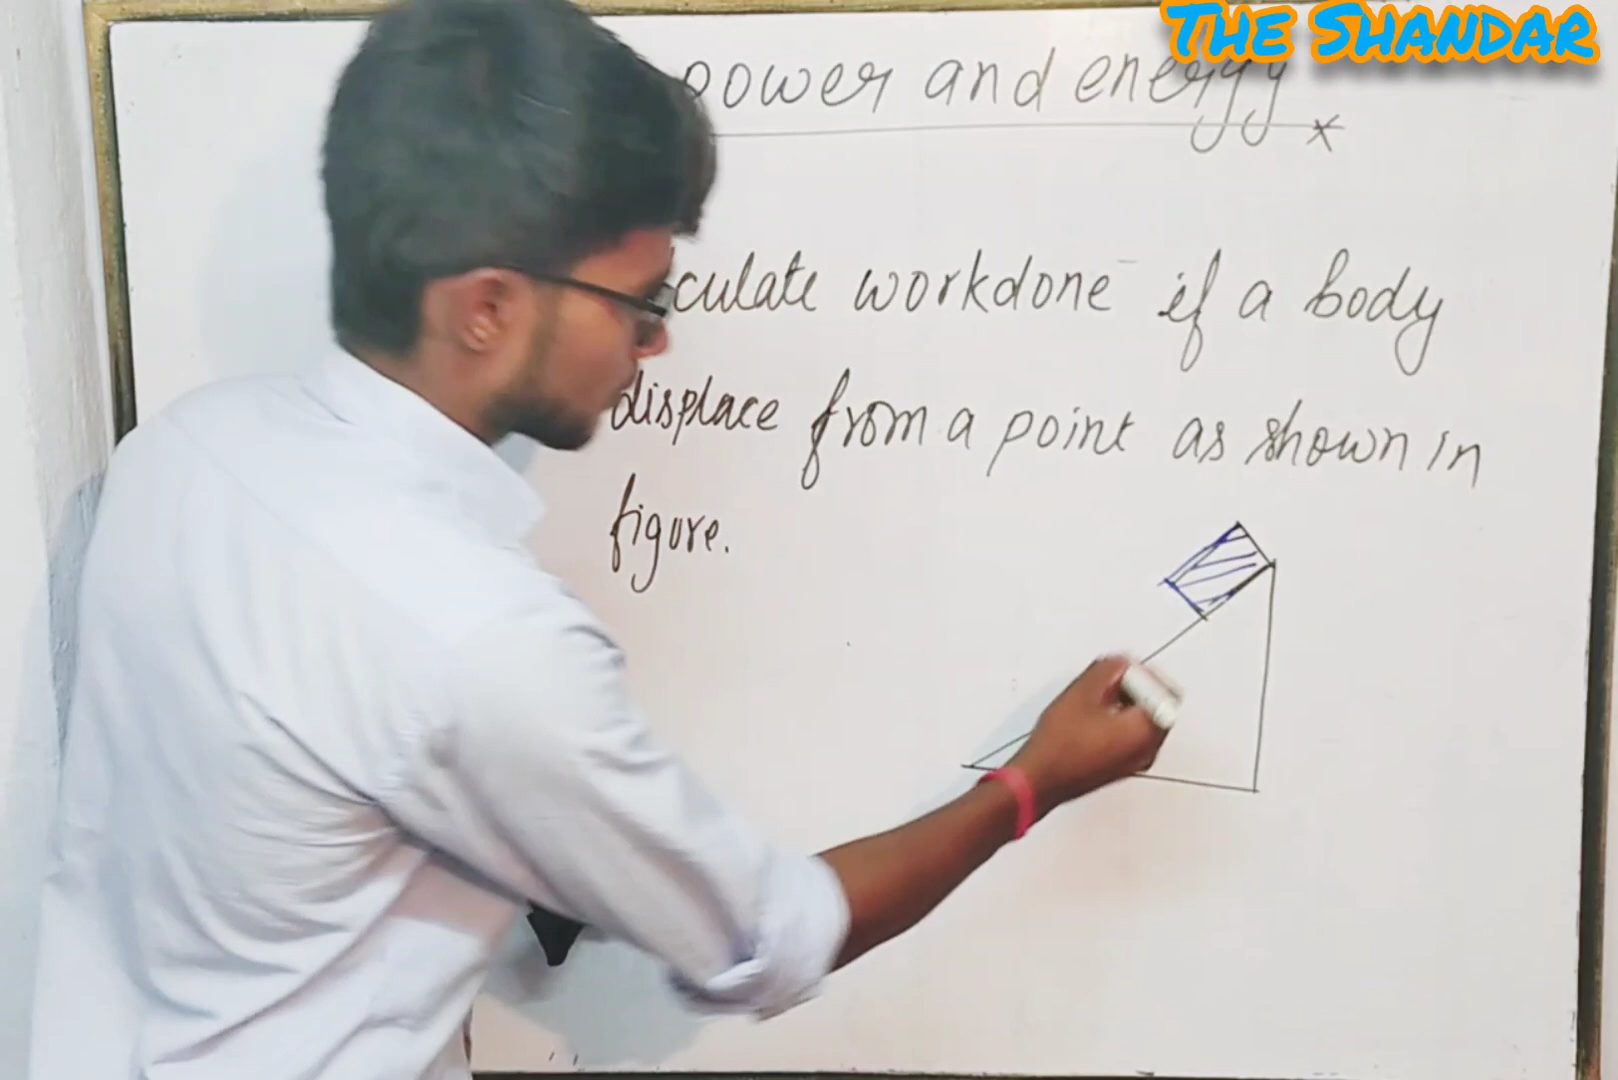 THE SHANDAR
power and energy
culate workdone if a body
displace from a point as shown in
figure.